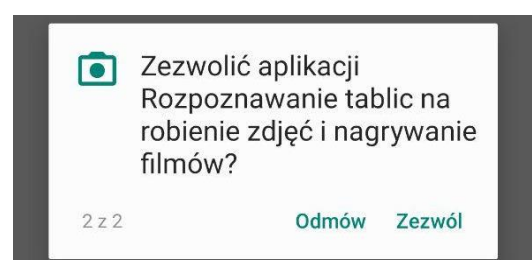 Zezwolić aplikacji
Rozpoznawanie tablic na
robienie zdjęć i nagrywanie
filmów?
2 z 2 Odmów Zezwól